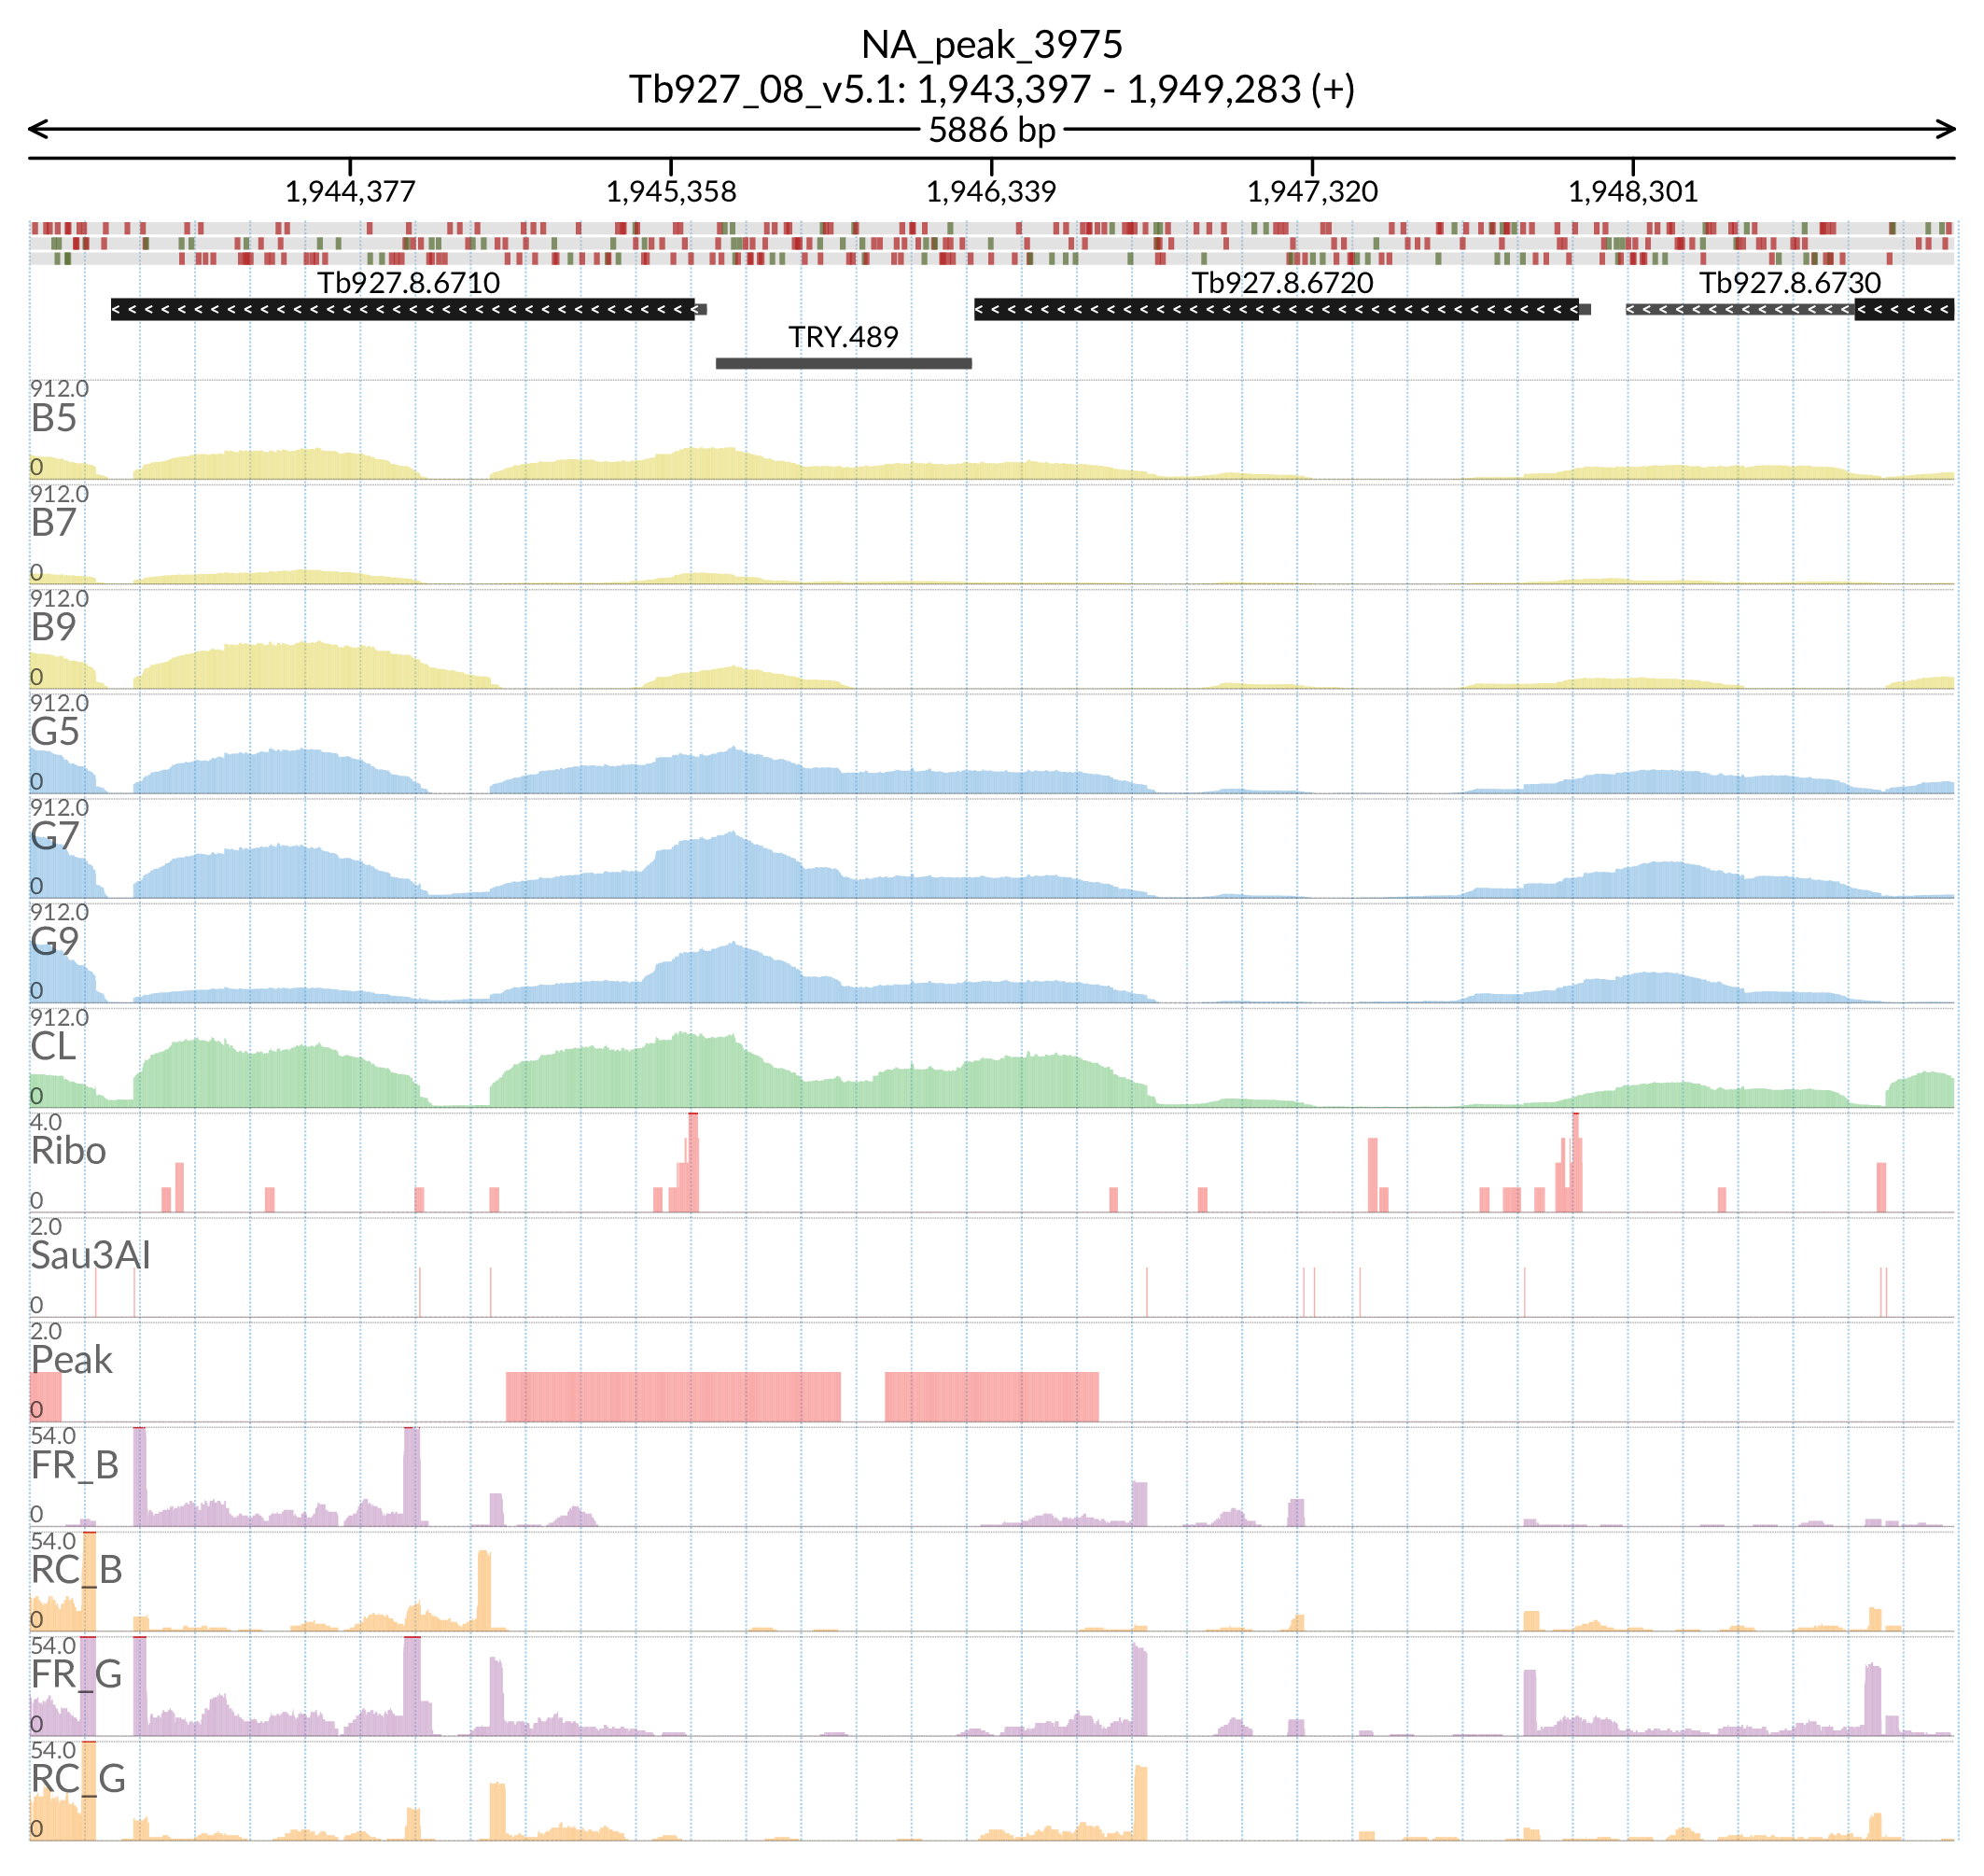 NA_peak_3975
Tb927_08_v5.1: 1,943,397 - 1,949,283 (+)
5886 bp
1,944,377 1,945,358 1,946,339 1,947,320 1,948,301
Tb927.8.6710 Tb927.8.6720 Tb927.8.6730
TRY.489
912.0
B5
0
912.0
B7
0
912.0
B9
0
912.0
G5
0
912.0
G7
0
912.0
G9
0
912.0
CL
0
4.0
Ribo
0
2.0
Sau3AI
0
2.0
Peak
0
54.0
FR_B
0
54.0
RC_B
0
54.0
FR_G
0
54.0
RC_G
0